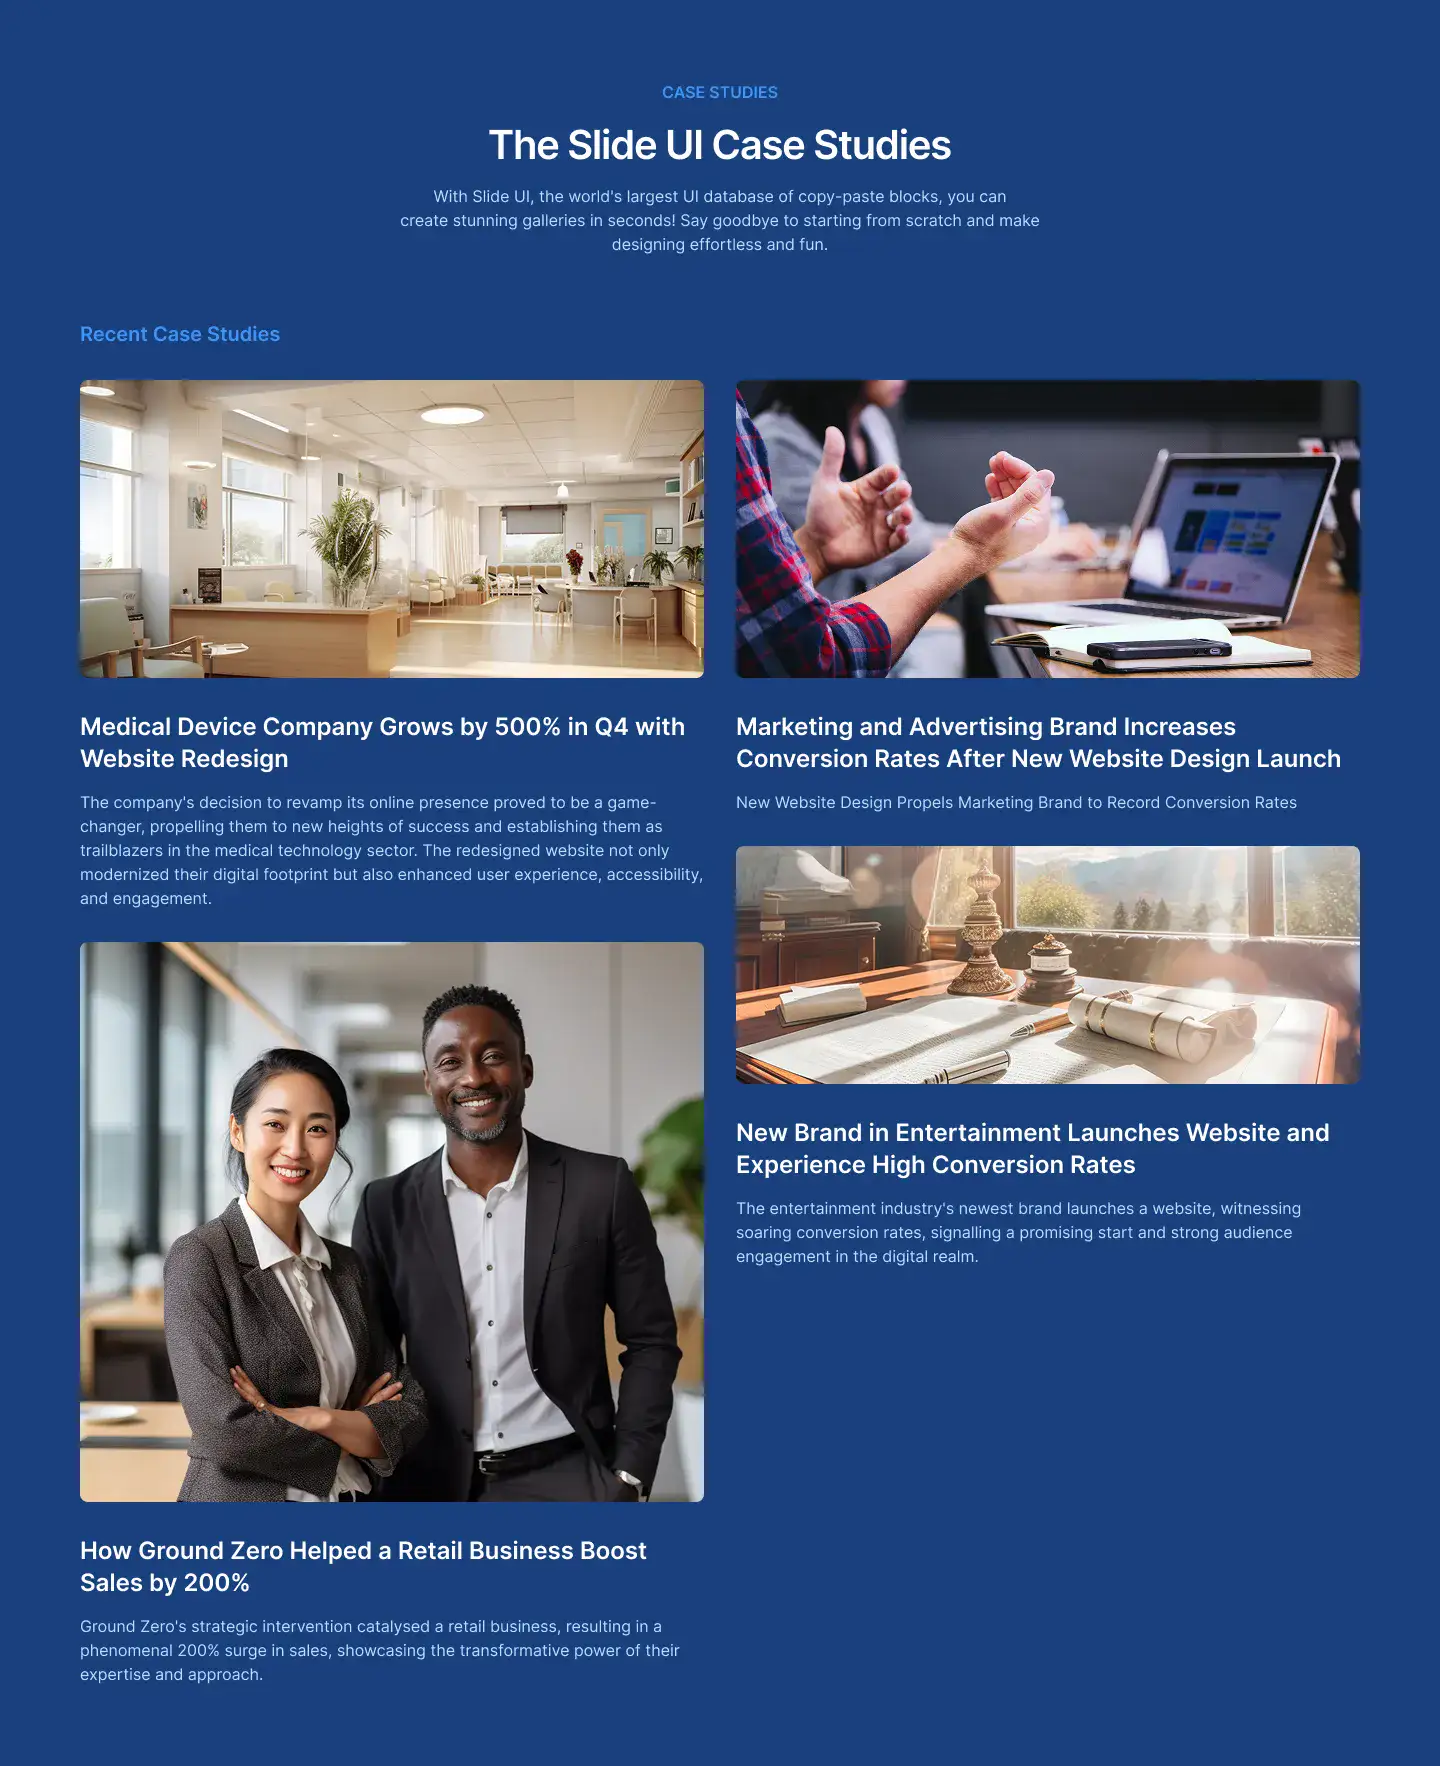 CASE STUDIES
The Slide UI Case Studies
With Slide UI, the world's largest UI database of copy-paste blocks, you can
create stunning galleries in seconds! Say goodbye to starting from scratch and make
designing effortless and fun.
Recent Case Studies
Medical Device Company Grows by 500% in Q4 with
Website Redesign
The company's decision to revamp its online presence proved to be a game-
changer, propelling them to new heights of success and establishing them as
trailblazers in the medical technology sector. The redesigned website not only
modernized their digital footprint but also enhanced user experience, accessibility,
and engagement.
How Ground Zero Helped a Retail Business Boost
Sales by 200%
Ground Zero's strategic intervention catalysed a retail business, resulting in a
phenomenal 200% surge in sales, showcasing the transformative power of their
expertise and approach.
Marketing and Advertising Brand Increases
Conversion Rates After New Website Design Launch
New Website Design Propels Marketing Brand to Record Conversion Rates
New Brand in Entertainment Launches Website and
Experience High Conversion Rates
The entertainment industry's newest brand launches a website, witnessing
soaring conversion rates, signalling a promising start and strong audience
engagement in the digital realm.